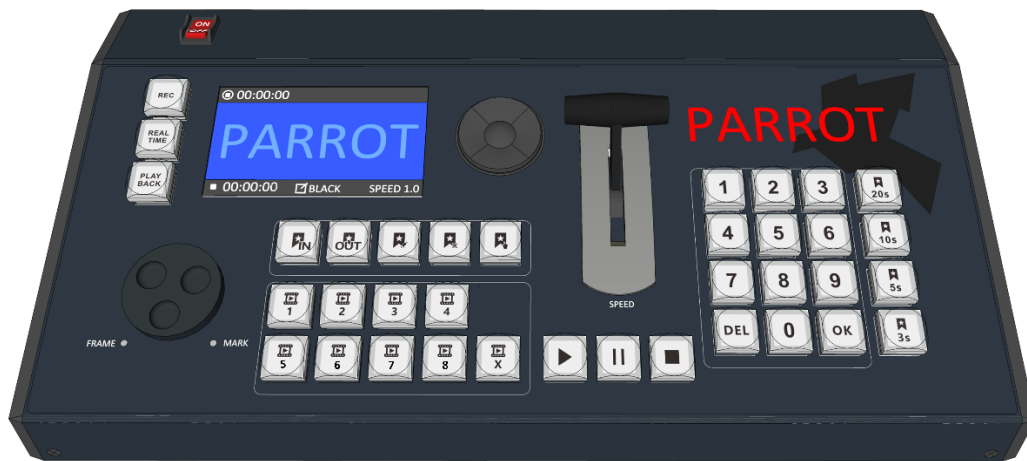 ON
OFF
REC
REAL
TIME
PLAY
BACK
00:00:00
PARROT
00:00:00 BLACK SPEED 1.0
PARROT
IN OUT
1 2 3 4
5 6 7 8 X
FRAME MARK
SPEED
1 2 3 20s
4 5 6 10s
7 8 9 5s
DEL 0 OK 3s